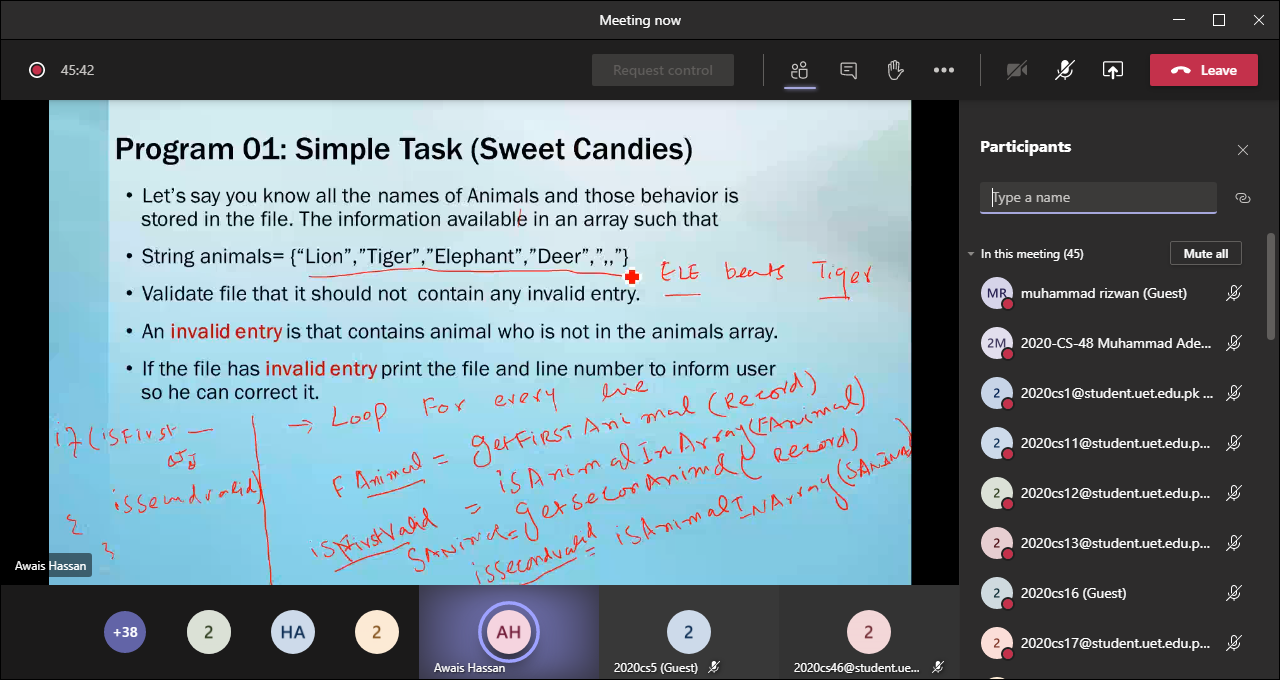 Meeting now
45:42
Request control
Leave
Program 01: Simple Task (Sweet Candies)
• Let's say you know all the names of Animals and those behavior is
stored in the file. The information available in an array such that
• String animals= {“Lion”,”Tiger”,”Elephant”,”Deer”,”,,”}
ELE beats Tiger
• Validate file that it should not contain any invalid entry.
• An invalid entry is that contains animal who is not in the animals array.
• If the file has invalid entry print the file and line number to inform user
so he can correct it.
→ Loop For every line
FAnimal = getFIRSTAnimal (Record)
isFirstValid = isAnimalInArray(FAnimal)
SAnimal= getseconAnimal( Record)
issecondvalid = isAnimalInArray(SANIMAL
if(isFirst —
issecondvalid)
{
}
Awais Hassan
+38
2
HA
2
AH
Awais Hassan
2
2020cs5 (Guest)
2
2020cs46@student.ue...
Participants
Type a name
In this meeting (45)
Mute all
MR muhammad rizwan (Guest)
2M 2020-CS-48 Muhammad Ade...
2 2020cs1@student.uet.edu.pk ...
2 2020cs11@student.uet.edu.p...
2 2020cs12@student.uet.edu.p...
2 2020cs13@student.uet.edu.p...
2 2020cs16 (Guest)
2 2020cs17@student.uet.edu.p...